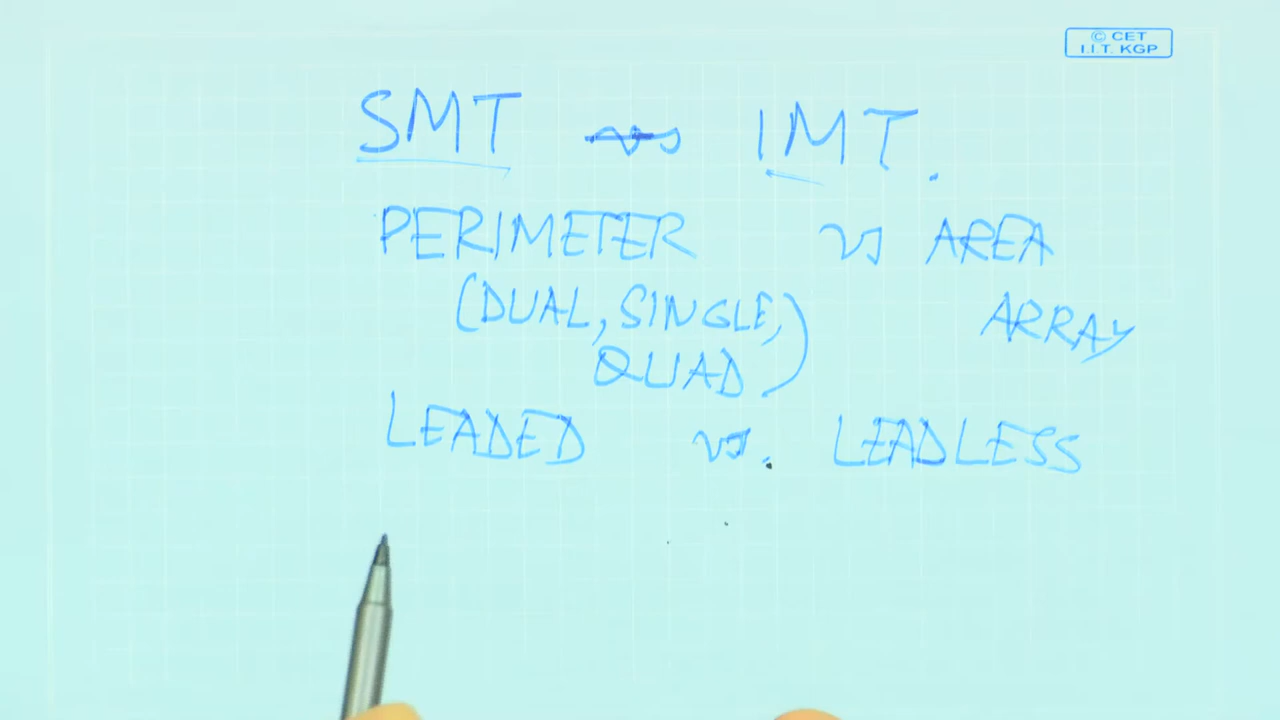 © CET
I.I.T. KGP
SMT vs IMT.
PERIMETER vs AREA
(DUAL, SINGLE, ARRAY
QUAD)
LEADED vs. LEADLESS